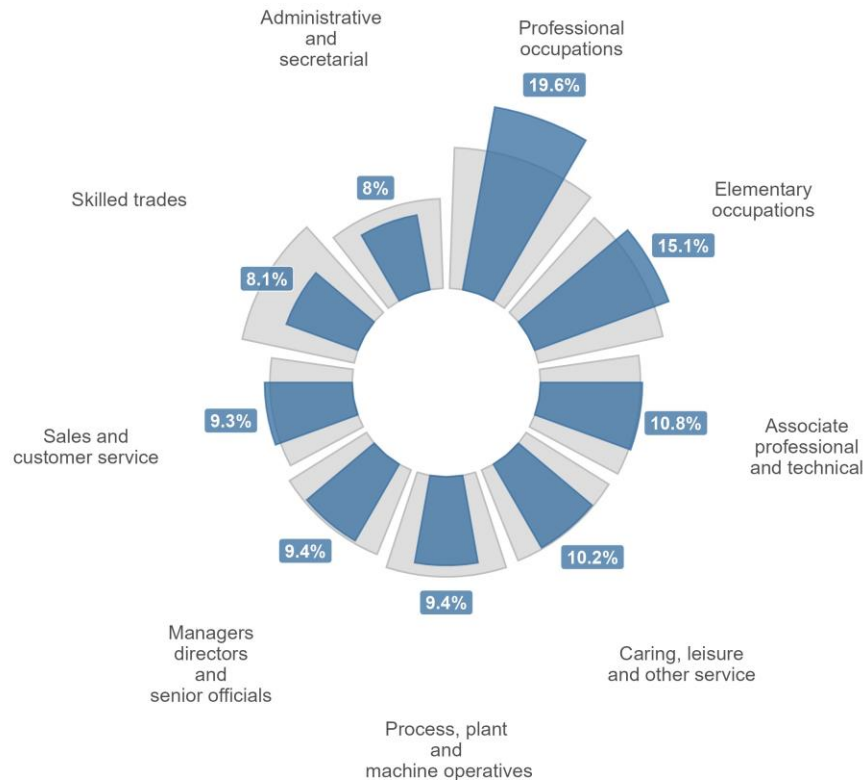 Administrative
and
secretarial
Professional
occupations
19.6%
Elementary
occupations
15.1%
Associate
professional
and technical
10.8%
Caring, leisure
and other service
10.2%
Process, plant
and
machine operatives
9.4%
Managers
directors
and
senior officials
9.4%
Sales and
customer service
9.3%
Skilled trades
8.1%
8%